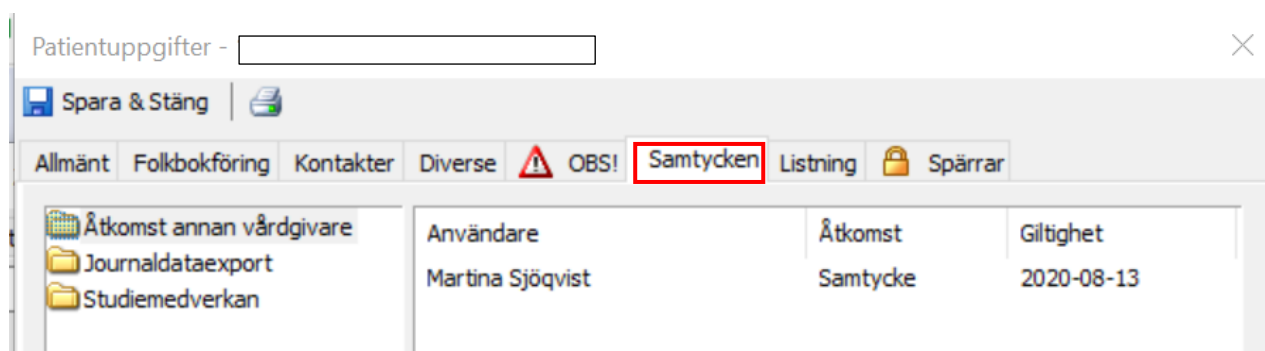 Patientuppgifter -
Spara & Stäng
Allmänt Folkbokföring Kontakter Diverse OBS! Samtycken Listning Spärrar
Åtkomst annan vårdgivare
Journaldataexport
Studiemedverkan
Användare Åtkomst Giltighet
Martina Sjöqvist Samtycke 2020-08-13